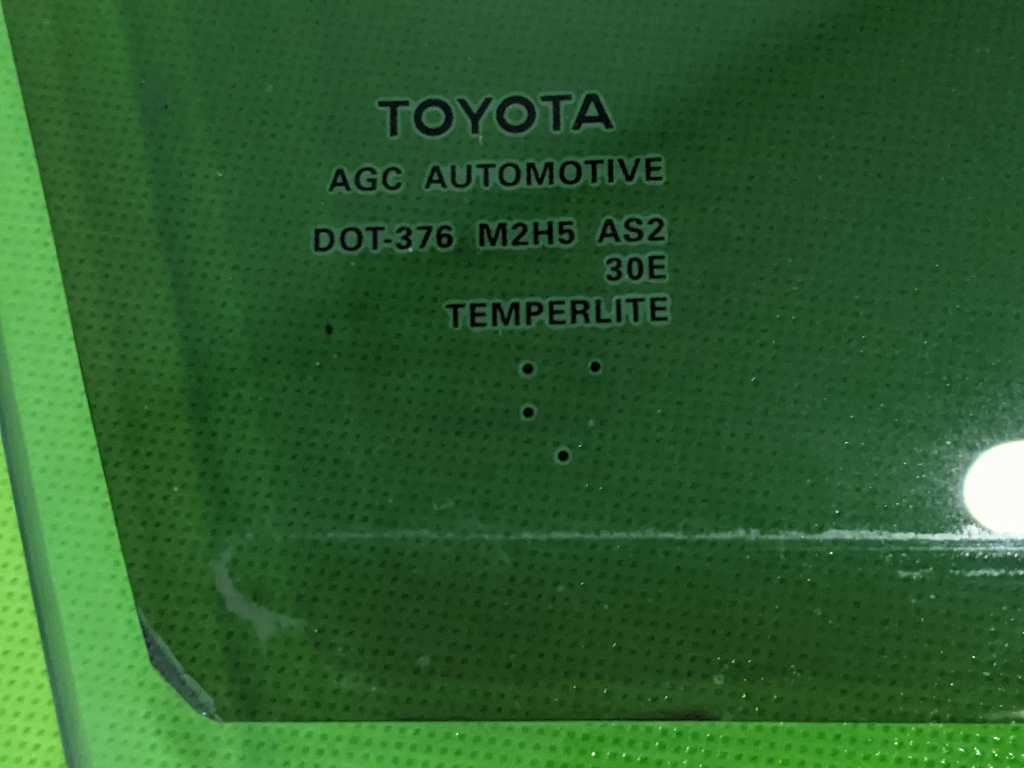 TOYOTA
AGC AUTOMOTIVE
DOT-376 M2H5 AS2
30E
TEMPERLITE